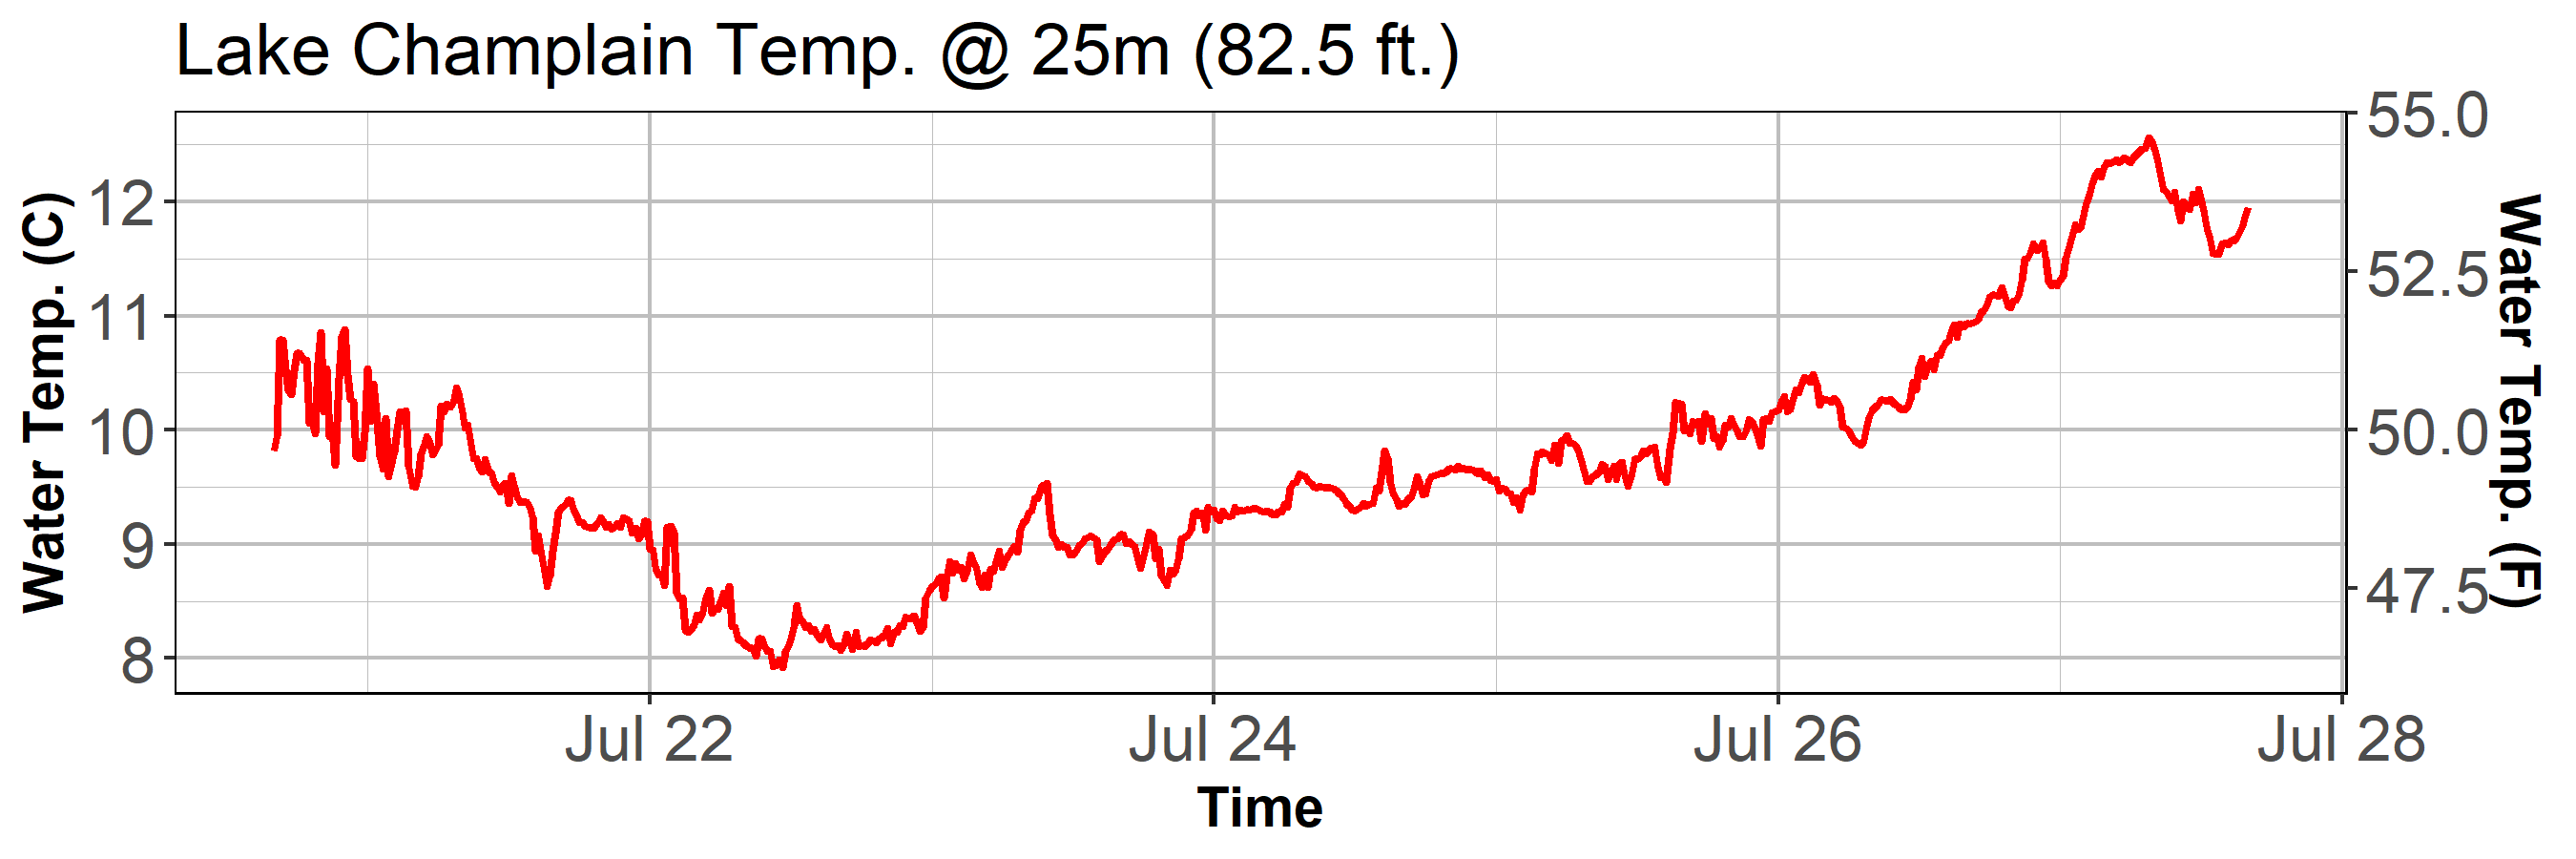 Lake Champlain Temp. @ 25m (82.5 ft.)
Water Temp. (C)
12
11
10
9
8
55.0
52.5
50.0
47.5
Water Temp. (F)
Jul 22
Jul 24
Jul 26
Jul 28
Time